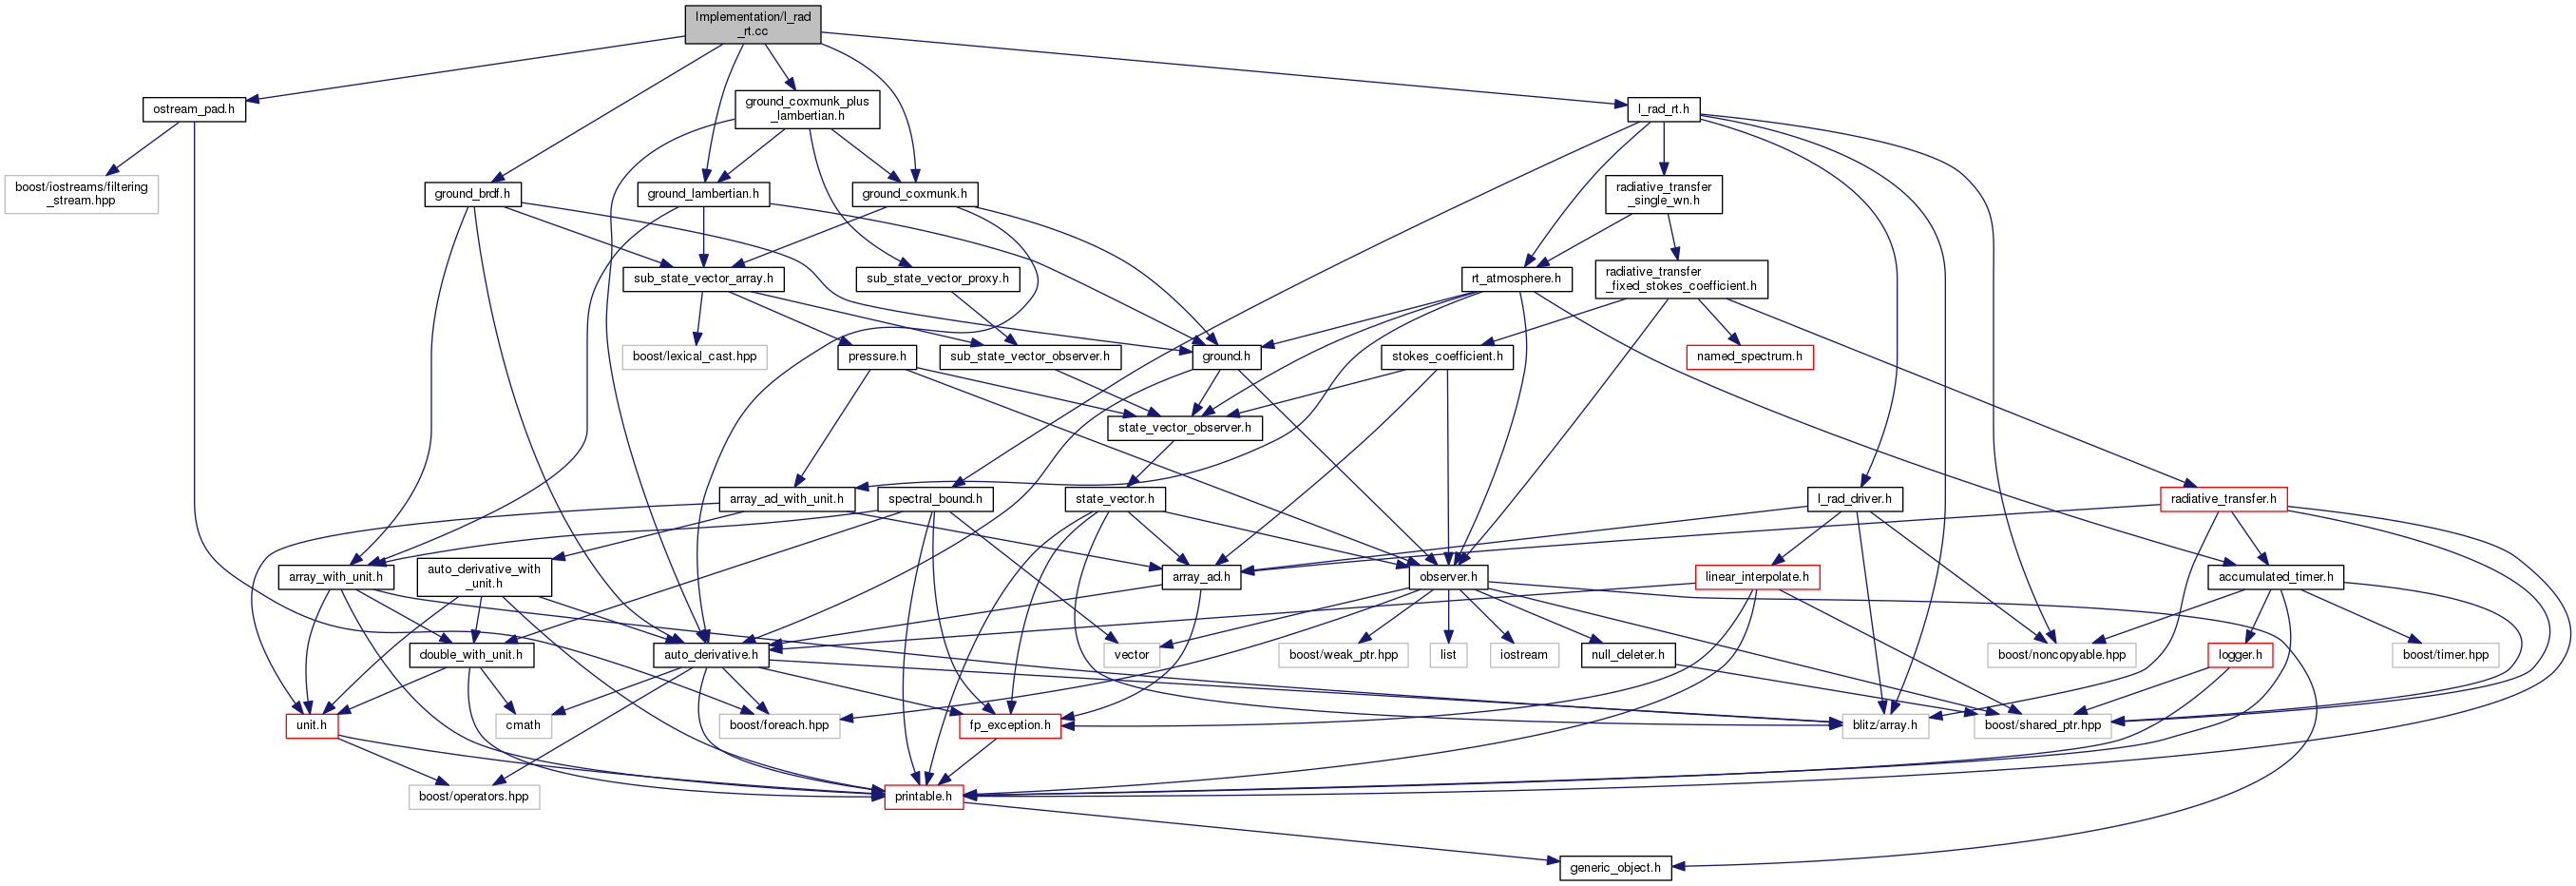 Implementation/l_rad
_rt.cc
ostream_pad.h
ground_coxmunk_plus
_lambertian.h
l_rad_rt.h
boost/iostreams/filtering
_stream.hpp
ground_brdf.h
ground_lambertian.h
ground_coxmunk.h
radiative_transfer
_single_wn.h
sub_state_vector_array.h
sub_state_vector_proxy.h
rt_atmosphere.h
radiative_transfer
_fixed_stokes_coefficient.h
boost/lexical_cast.hpp
pressure.h
sub_state_vector_observer.h
ground.h
stokes_coefficient.h
named_spectrum.h
state_vector_observer.h
array_ad_with_unit.h
spectral_bound.h
state_vector.h
l_rad_driver.h
radiative_transfer.h
array_with_unit.h
auto_derivative_with
_unit.h
array_ad.h
observer.h
linear_interpolate.h
accumulated_timer.h
double_with_unit.h
auto_derivative.h
vector
boost/weak_ptr.hpp
list
iostream
null_deleter.h
boost/noncopyable.hpp
logger.h
boost/timer.hpp
unit.h
cmath
boost/foreach.hpp
fp_exception.h
blitz/array.h
boost/shared_ptr.hpp
boost/operators.hpp
printable.h
generic_object.h